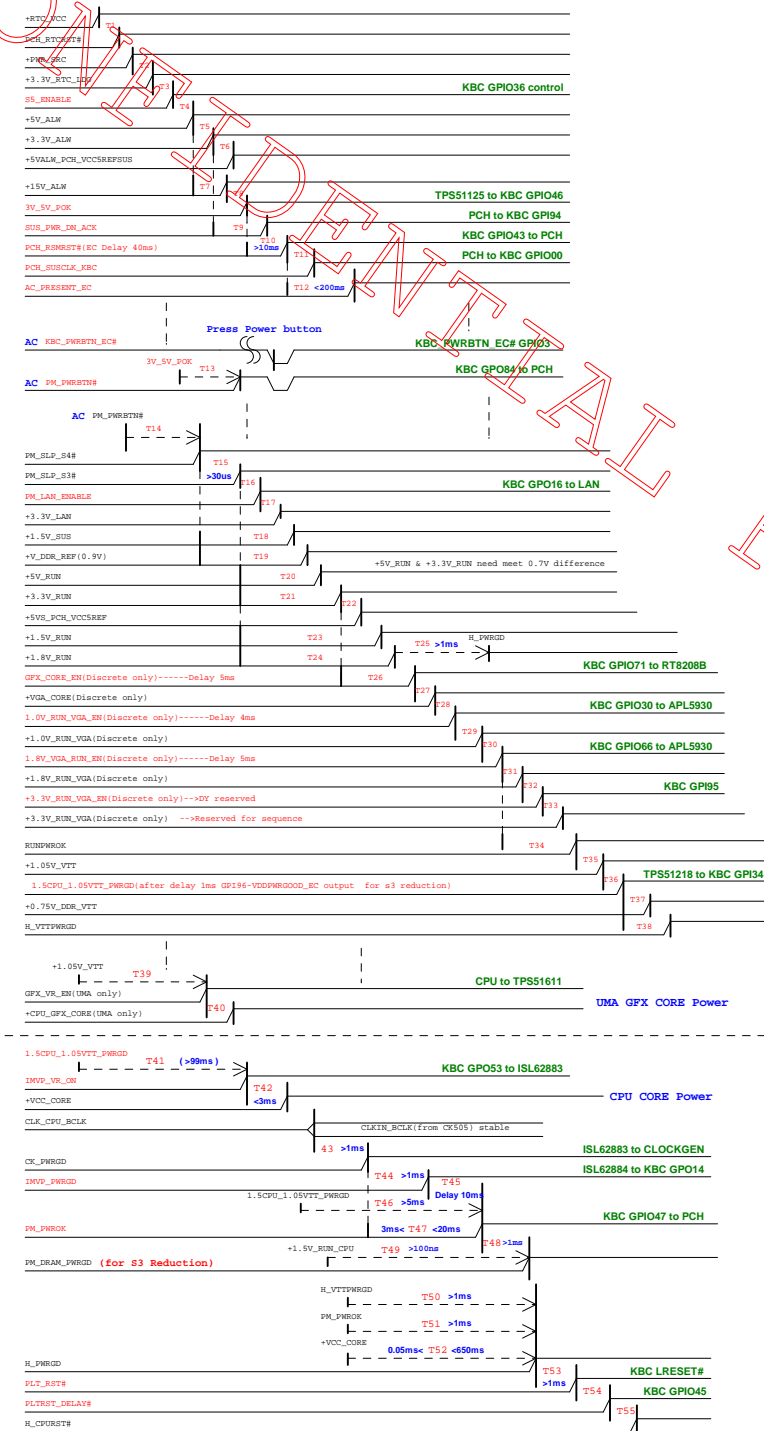 +RTC_VCC
T1
PCH_RTCRST#
+PWR_SRC
T2
+3.3V_RTC_LDO
T3
KBC GPIO36 control
S5_ENABLE
T4
+5V_ALW
T5
+3.3V_ALW
T6
+5VALW_PCH_VCC5REFSUS
+15V_ALW
T7
T8
TPS51125 to KBC GPIO46
3V_5V_POK
PCH to KBC GPI94
SUS_PWR_DN_ACK
T9
KBC GPIO43 to PCH
PCH_RSMRST#(EC Delay 40ms)
>10ms
T10
T11
PCH to KBC GPIO00
PCH_SUSCLK_KBC
AC_PRESENT_EC
T12 <200ms
Press Power button
AC KBC_PWRBTN_EC#
KBC_PWRBTN_EC# GPIO3
3V_5V_POK
T13
KBC GPO84 to PCH
AC PM_PWRBTN#
AC PM_PWRBTN#
T14
PM_SLP_S4#
T15
PM_SLP_S3#
>30us
T16
KBC GPO16 to LAN
PM_LAN_ENABLE
T17
+3.3V_LAN
+1.5V_SUS
T18
+V_DDR_REF(0.9V)
T19
+5V_RUN & +3.3V_RUN need meet 0.7V difference
+5V_RUN
T20
+3.3V_RUN
T21
T22
+5VS_PCH_VCC5REF
+1.5V_RUN
T23
T25 >1ms
H_PWRGD
+1.8V_RUN
T24
KBC GPIO71 to RT8208B
GFX_CORE_EN(Discrete only)------Delay 5ms
T26
+VGA_CORE(Discrete only)
T27
T28
KBC GPIO30 to APL5930
1.0V_RUN_VGA_EN(Discrete only)------Delay 4ms
+1.0V_RUN_VGA(Discrete only)
T29
T30
KBC GPIO66 to APL5930
1.8V_VGA_RUN_EN(Discrete only)------Delay 5ms
+1.8V_RUN_VGA(Discrete only)
T31
T32
KBC GPI95
+3.3V_RUN_VGA_EN(Discrete only)-->DY reserved
+3.3V_RUN_VGA(Discrete only) -->Reserved for sequence
T33
RUNPWROK
T34
+1.05V_VTT
T35
TPS51218 to KBC GPI34
1.5CPU_1.05VTT_PWRGD(after delay 1ms GPI96-VDDPWRGOOD_EC output for s3 reduction)
T36
+0.75V_DDR_VTT
T37
H_VTTPWRGD
T38
+1.05V_VTT
T39
CPU to TPS51611
GFX_VR_EN(UMA only)
+CPU_GFX_CORE(UMA only)
T40
UMA GFX CORE Power
1.5CPU_1.05VTT_PWRGD
T41 (>99ms)
KBC GPO53 to ISL62883
IMVP_VR_ON
T42
+VCC_CORE
<3ms
CPU CORE Power
CLK_CPU_BCLK
CLKIN_BCLK(from CK505) stable
43 >1ms
ISL62883 to CLOCKGEN
CK_PWRGD
T44 >1ms
ISL62884 to KBC GPO14
IMVP_PWRGD
T45
Delay 10ms
1.5CPU_1.05VTT_PWRGD
T46 >5ms
KBC GPIO47 to PCH
PM_PWROK
3ms< T47 <20ms
T48 >1ms
+1.5V_RUN_CPU
T49 >100ns
PM_DRAM_PWRGD (for S3 Reduction)
H_VTTPWRGD
T50 >1ms
PM_PWROK
T51 >1ms
+VCC_CORE
0.05ms< T52 <650ms
H_PWRGD
T53
>1ms
KBC LRESET#
PLT_RST#
T54
KBC GPIO45
PLTRST_DELAY#
T55
H_CPURST#